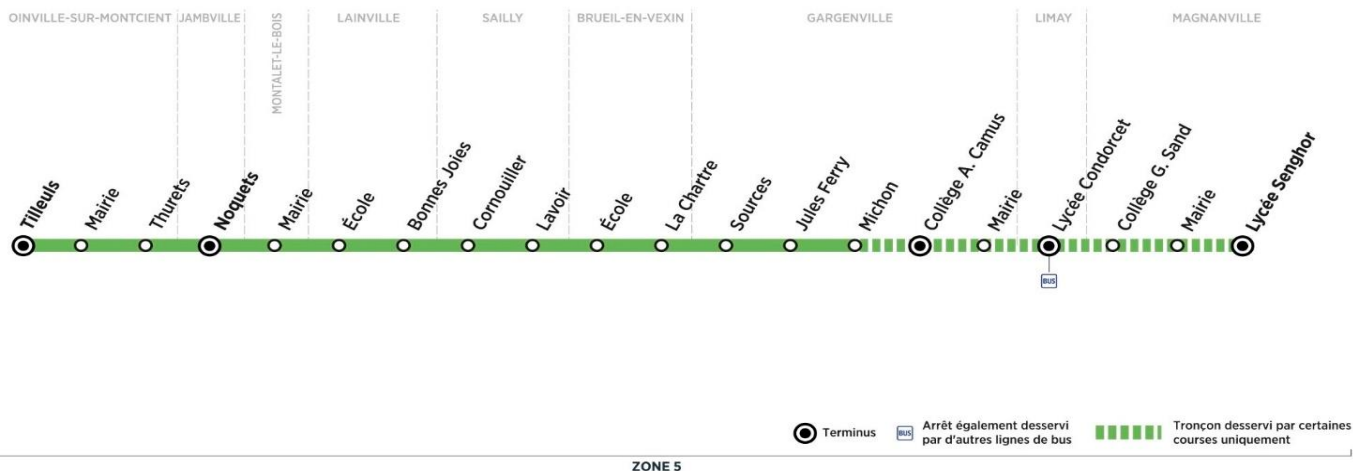 OINVILLE-SUR-MONTCIENT
JAMBVILLE
MONTALET-LE-BOIS
LAINVILLE
SAILLY
BRUEIL-EN-VEXIN
GARGENVILLE
LIMAY
MAGNANVILLE
Tilleuls
Mairie
Thurets
Noquets
Mairie
École
Bonnes Joies
Cornouiller
Lavoir
École
La Chartre
Sources
Jules Ferry
Michon
Collège A. Camus
Mairie
Lycée Condorcet
Collège G. Sand
Mairie
Lycée Senghor
BUS
Terminus
BUS
Arrêt également desservi
par d'autres lignes de bus
Tronçon desservi par certaines
courses uniquement
ZONE 5